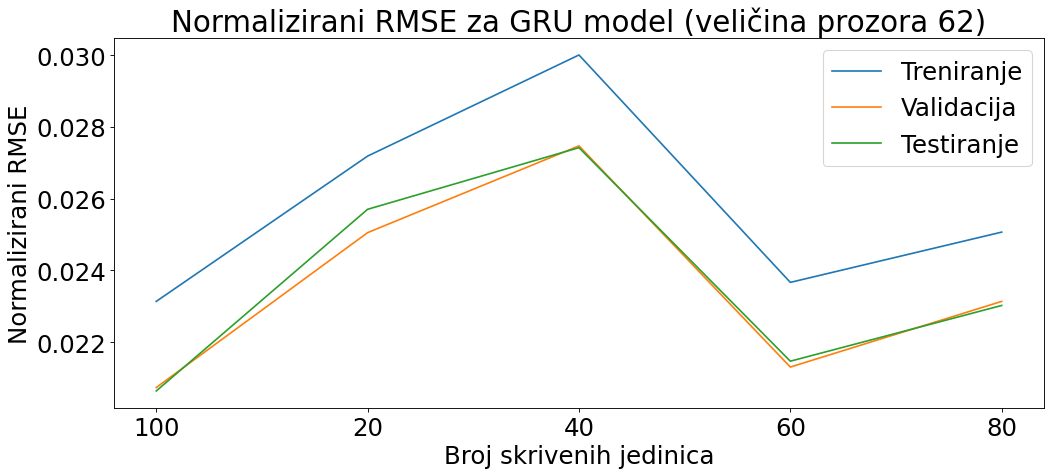 Normalizirani RMSE za GRU model (veličina prozora 62)
Normalizirani RMSE
0.030
0.028
0.026
0.024
0.022
Treniranje
Validacija
Testiranje
100 20 40 60 80
Broj skrivenih jedinica